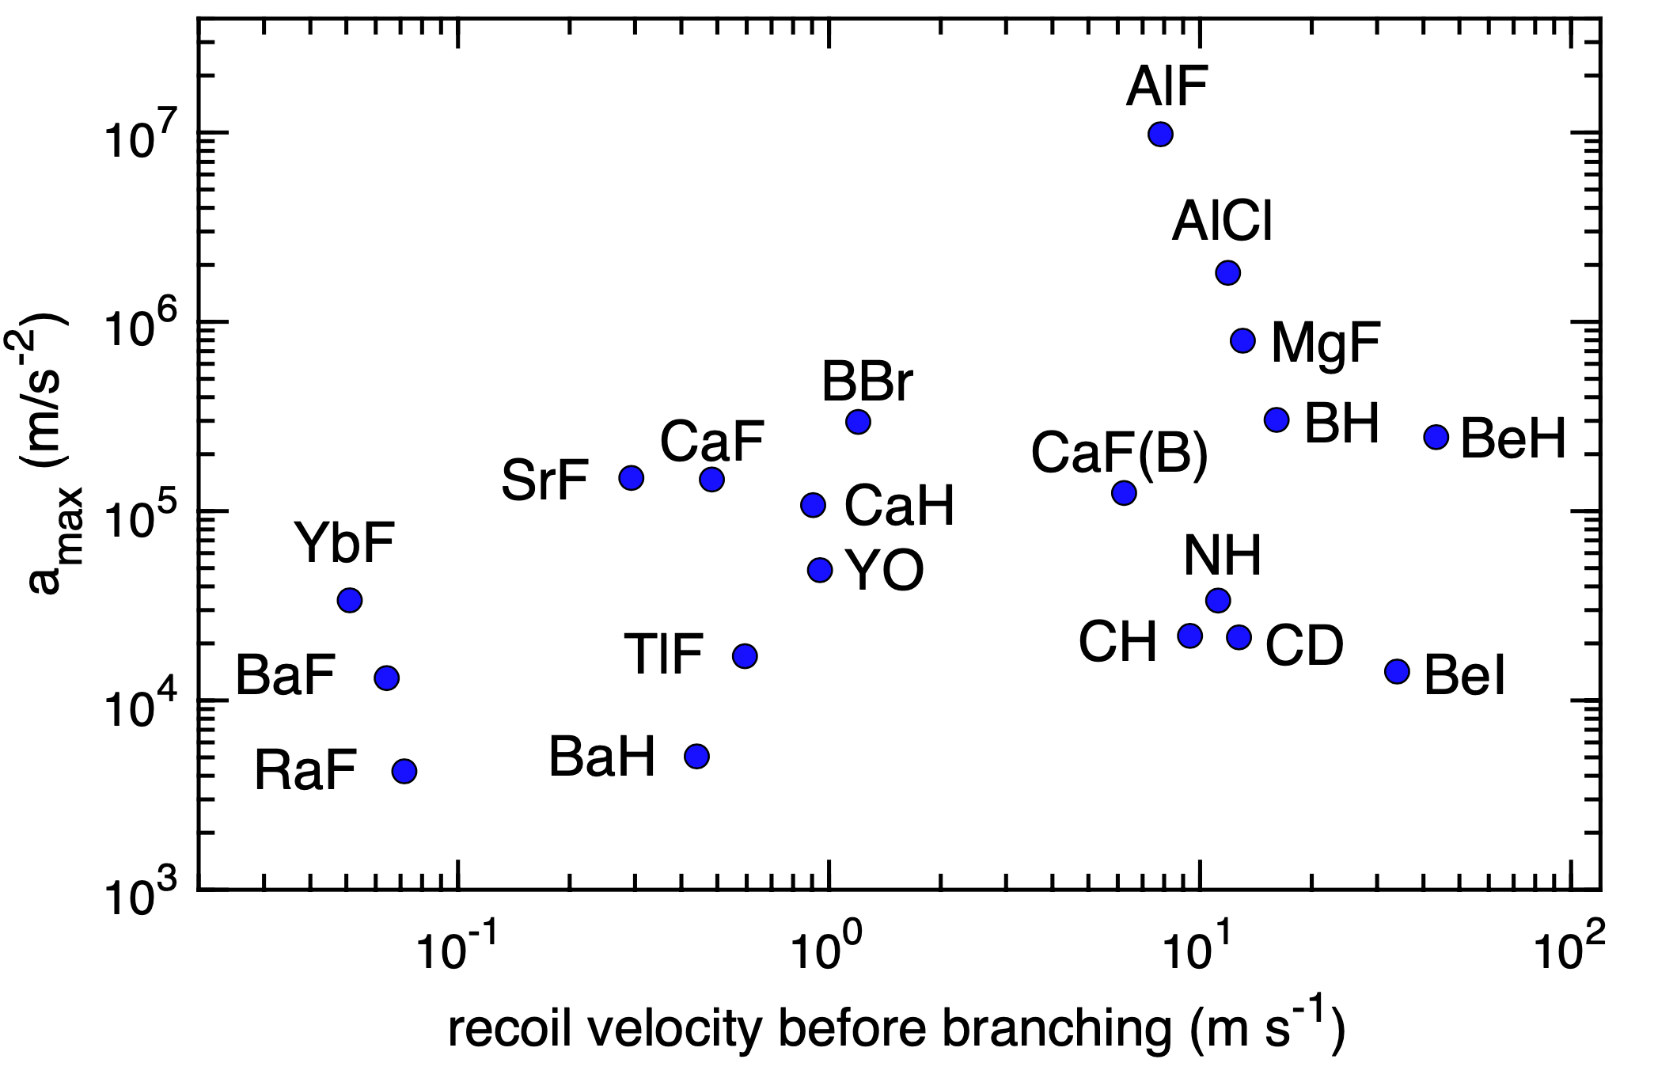 AlF
10^7
AlCl
10^6
MgF
BBr
BH
BeH
CaF
CaF(B)
SrF
CaH
10^5
YbF
NH
YO
CH
CD
TlF
BaF
BeI
10^4
BaH
RaF
10^3
a_max (m/s^-2)
10^-1
10^0
10^1
10^2
recoil velocity before branching (m s^-1)